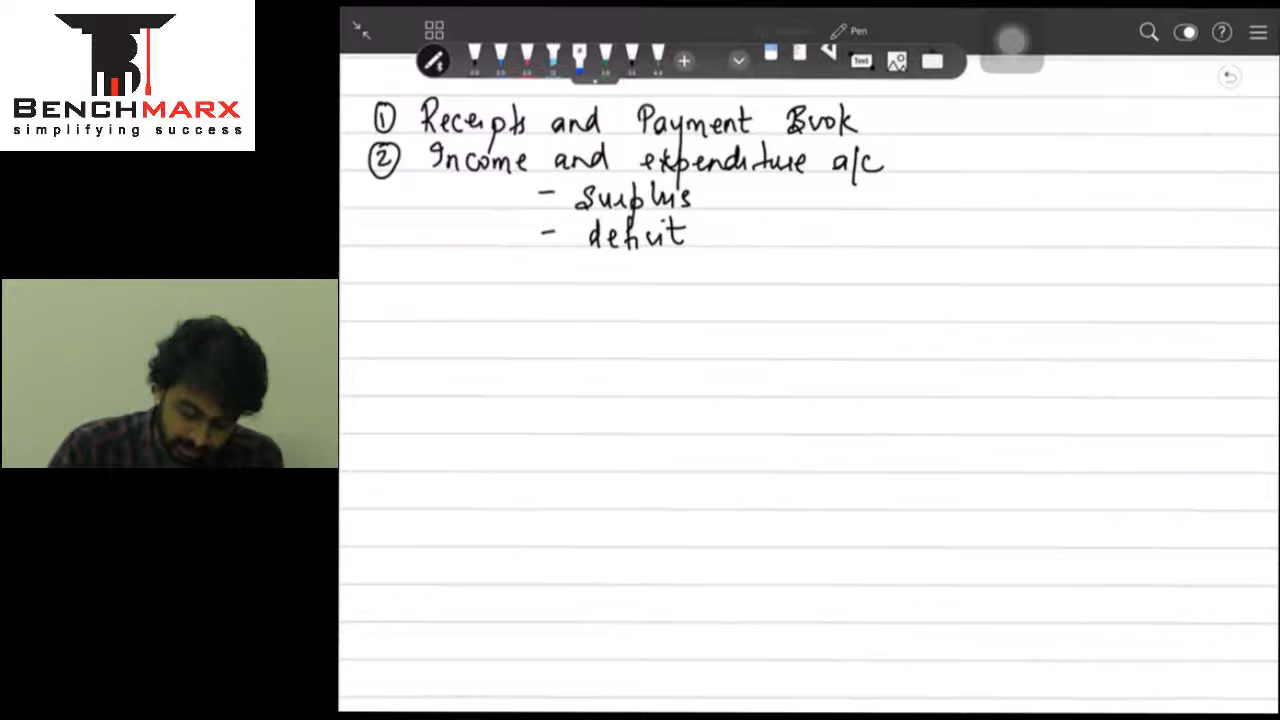 BENCHMARX
simplifying success
Pen
Text
① Receipts and Payment Book
② Income and expenditure a/c
- Surplus
- deficit